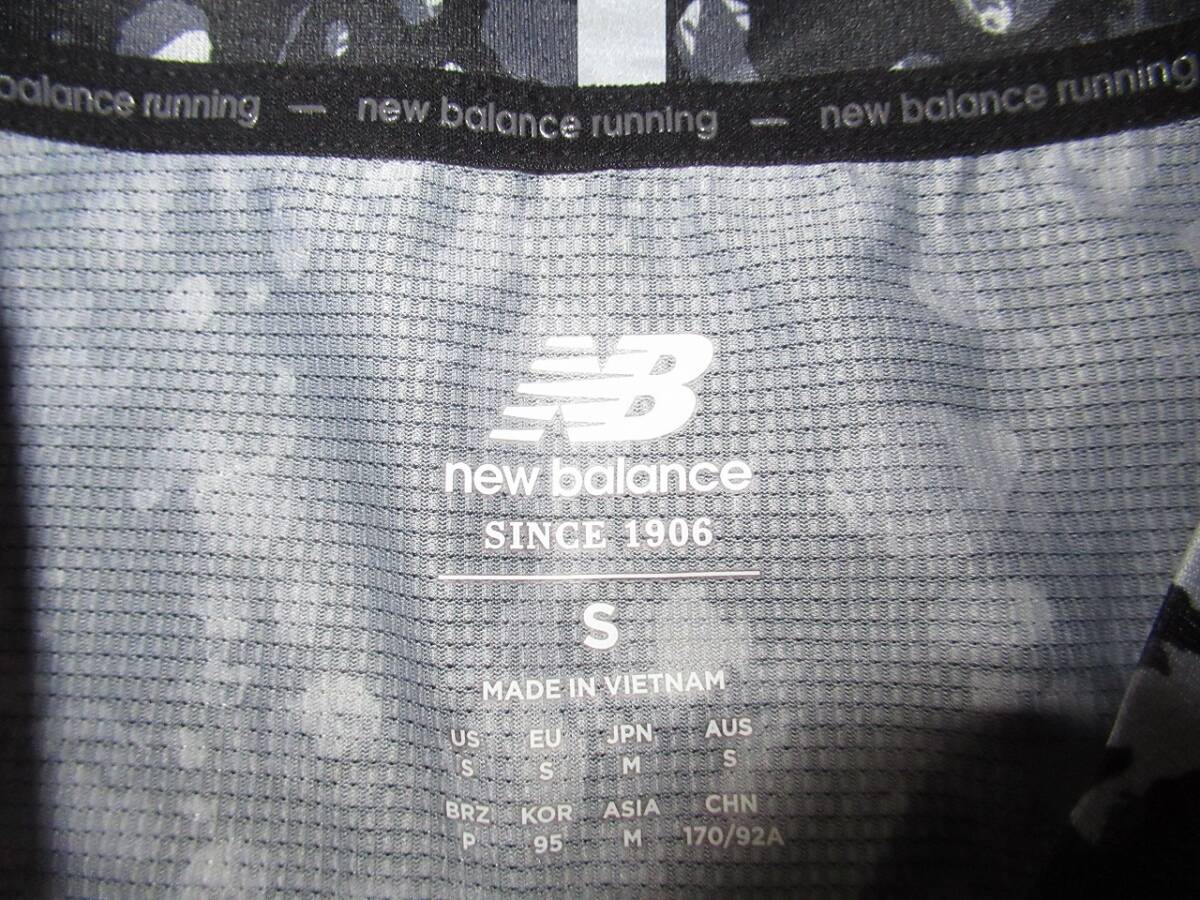 balance running — new balance running — new balance running
NB
new balance
SINCE 1906
S
MADE IN VIETNAM
US EU JPN AUS
S S M S
BRZ KOR ASIA CHN
P 95 M 170/92A